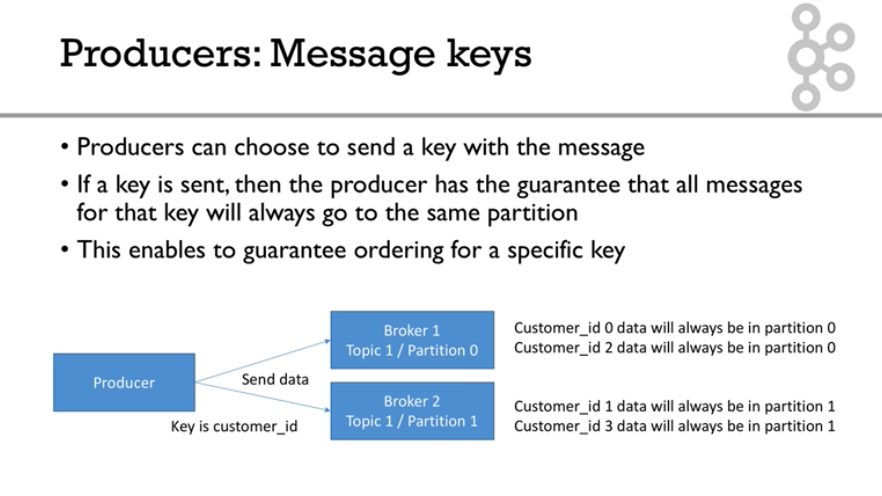 Producers: Message keys
• Producers can choose to send a key with the message
• If a key is sent, then the producer has the guarantee that all messages
for that key will always go to the same partition
• This enables to guarantee ordering for a specific key
Producer
Send data
Key is customer_id
Broker 1
Topic 1 / Partition 0
Customer_id 0 data will always be in partition 0
Customer_id 2 data will always be in partition 0
Broker 2
Topic 1 / Partition 1
Customer_id 1 data will always be in partition 1
Customer_id 3 data will always be in partition 1